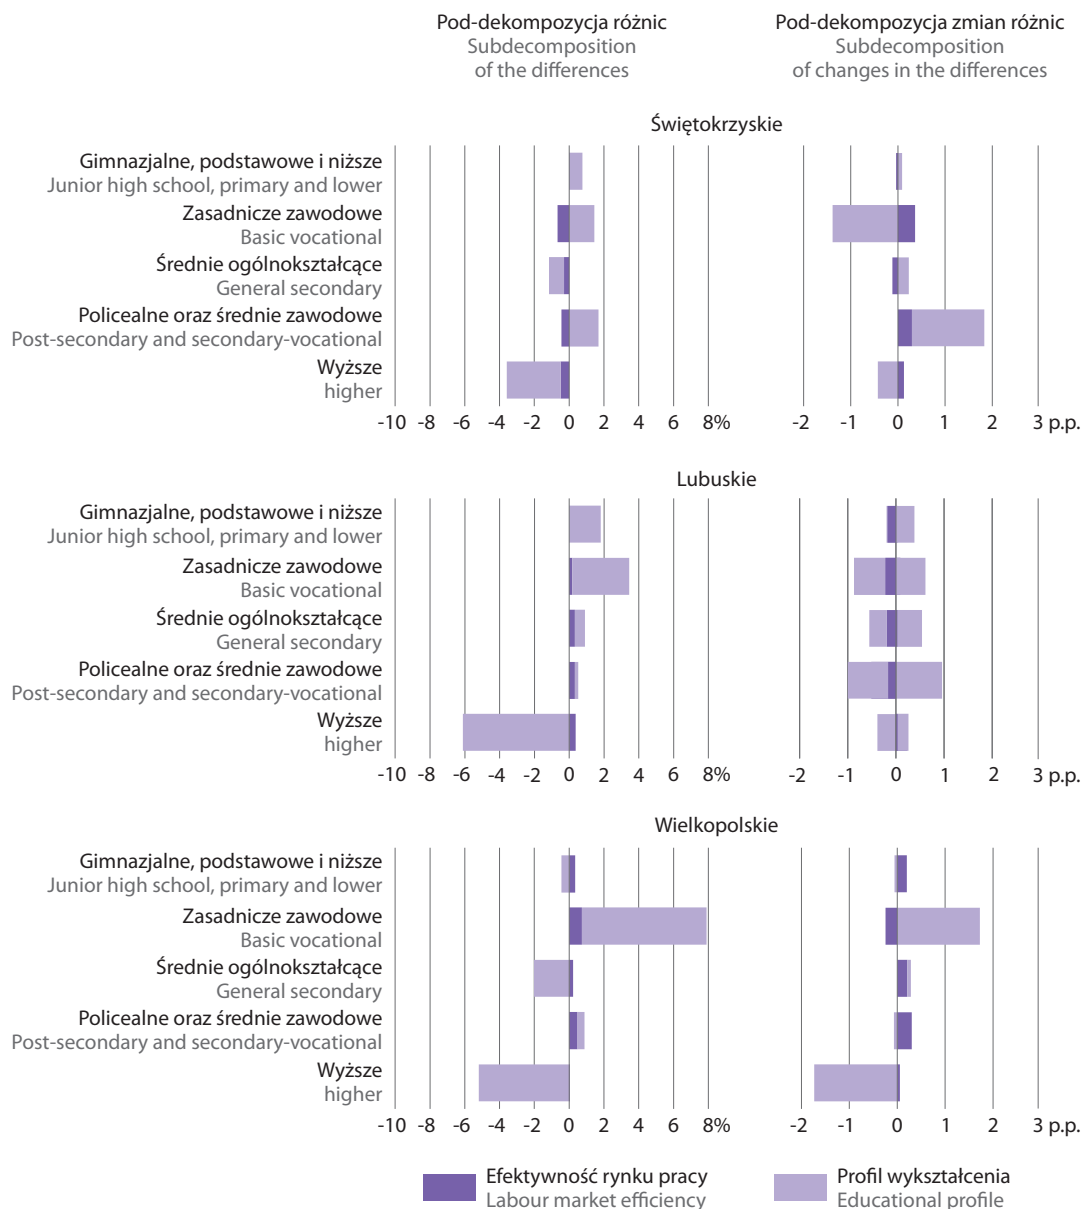 Pod-dekompozycja różnic
Subdecomposition
of the differences
Pod-dekompozycja zmian różnic
Subdecomposition
of changes in the differences
Świętokrzyskie
Gimnazjalne, podstawowe i niższe
Junior high school, primary and lower
Zasadnicze zawodowe
Basic vocational
Średnie ogólnokształcące
General secondary
Policealne oraz średnie zawodowe
Post-secondary and secondary-vocational
Wyższe
higher
-10 -8 -6 -4 -2 0 2 4 6 8%
-2 -1 0 1 2 3 p.p.
Lubuskie
Gimnazjalne, podstawowe i niższe
Junior high school, primary and lower
Zasadnicze zawodowe
Basic vocational
Średnie ogólnokształcące
General secondary
Policealne oraz średnie zawodowe
Post-secondary and secondary-vocational
Wyższe
higher
-10 -8 -6 -4 -2 0 2 4 6 8%
-2 -1 0 1 2 3 p.p.
Wielkopolskie
Gimnazjalne, podstawowe i niższe
Junior high school, primary and lower
Zasadnicze zawodowe
Basic vocational
Średnie ogólnokształcące
General secondary
Policealne oraz średnie zawodowe
Post-secondary and secondary-vocational
Wyższe
higher
-10 -8 -6 -4 -2 0 2 4 6 8%
-2 -1 0 1 2 3 p.p.
Efektywność rynku pracy
Labour market efficiency
Profil wykształcenia
Educational profile